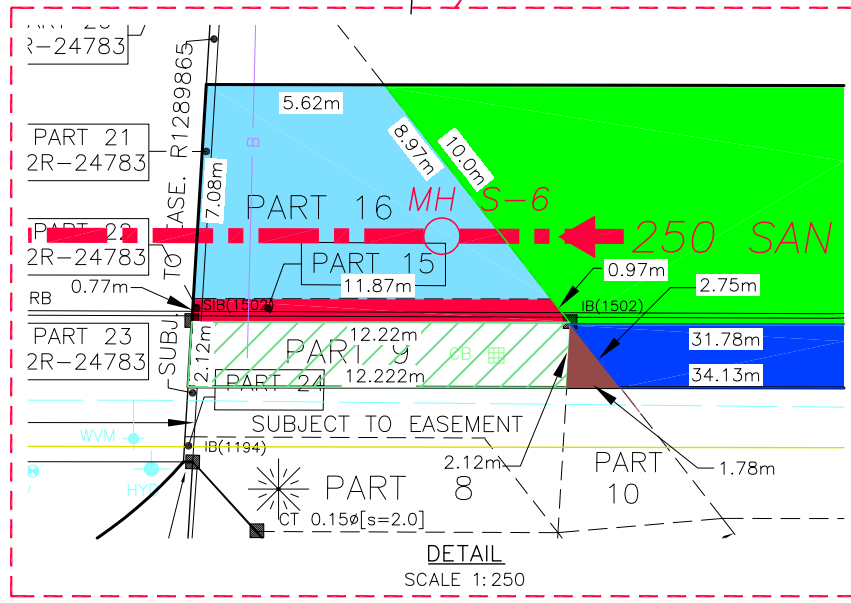 2R-24783
PART 21
2R-24783
PART 22
2R-24783
RB
PART 23
2R-24783
SUBJ.
TO
EASE. R1289865
B
5.62m
8.97m
10.0m
7.08m
PART 16
MH S-6
250 SAN
PART 15
11.87m
0.97m
2.75m
0.77m
SIB(1502)
IB(1502)
12.22m
31.78m
PART 9
CB
2.12m
12.222m
34.13m
PART 24
SUBJECT TO EASEMENT
WVM
IB(1194)
2.12m
PART
10
1.78m
HYD
PART 8
CT 0.15ø[s=2.0]
DETAIL
SCALE 1:250